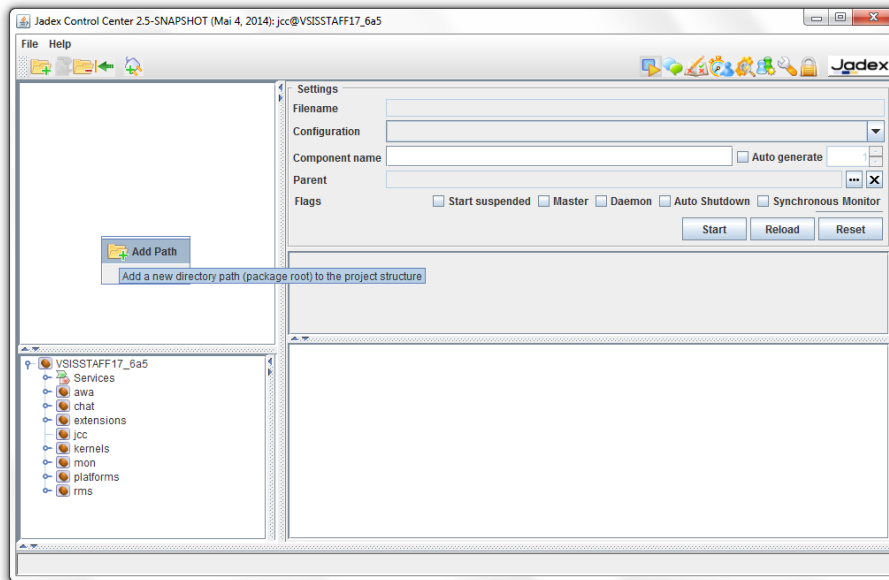 Jadex Control Center 2.5-SNAPSHOT (Mai 4, 2014): jcc@VSISSTAFF17_6a5
File Help
Jadex
Settings
Filename
Configuration
Component name
Auto generate 1
Parent ...
Flags Start suspended Master Daemon Auto Shutdown Synchronous Monitor
Start Reload Reset
Add Path
Add a new directory path (package root) to the project structure
VSISSTAFF17_6a5
Services
awa
chat
extensions
jcc
kernels
mon
platforms
rms